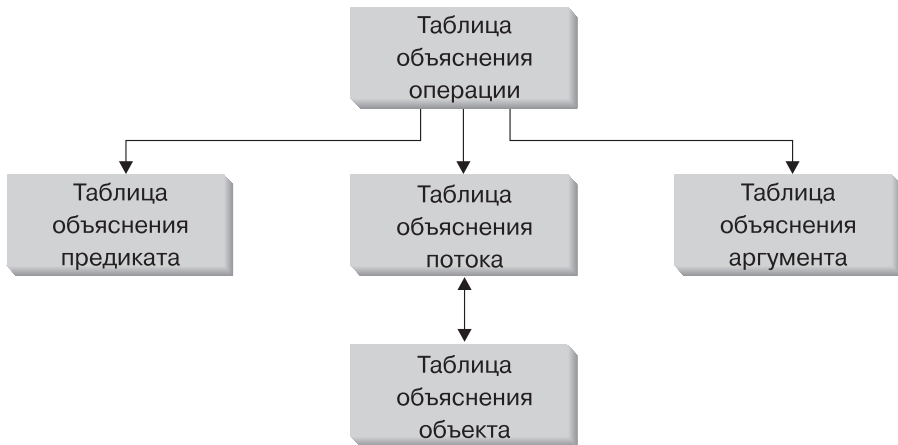 Таблица
объяснения
операции
Таблица
объяснения
предиката
Таблица
объяснения
потока
Таблица
объяснения
аргумента
Таблица
объяснения
объекта